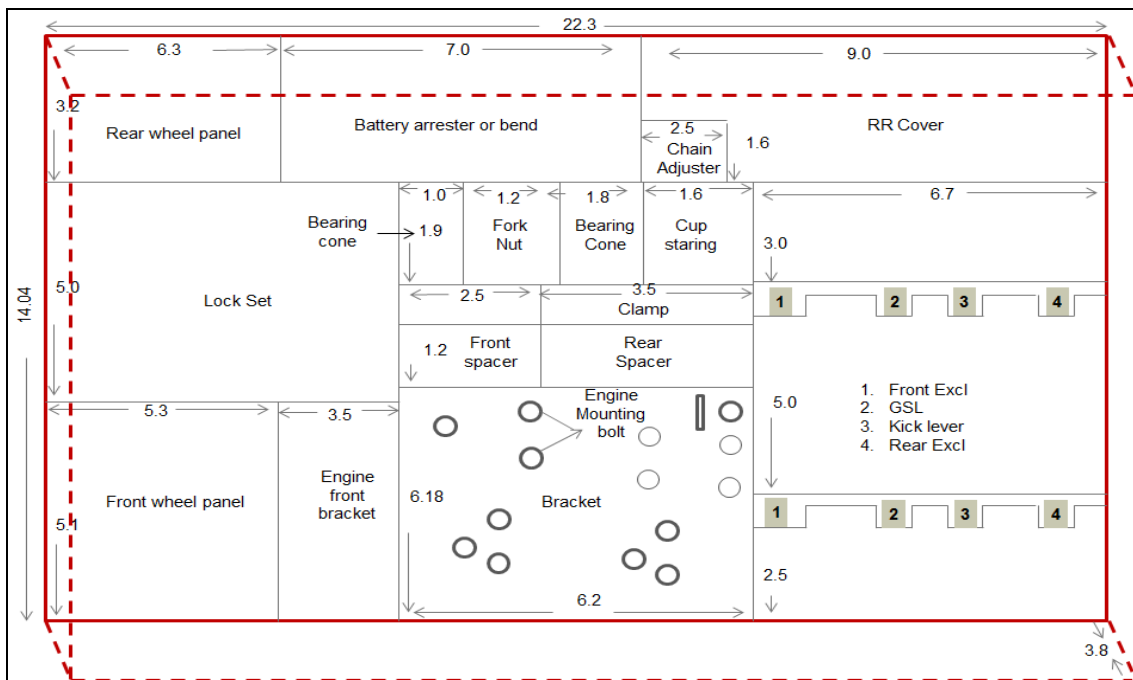 22.3
6.3
7.0
9.0
3.2
Rear wheel panel
Battery arrester or bend
RR Cover
2.5
Chain
Adjuster
1.6
1.0
1.2
1.8
1.6
6.7
Bearing
cone
1.9
Fork
Nut
Bearing
Cone
Cup
staring
3.0
14.04
5.0
Lock Set
2.5
3.5
Clamp
1
2
3
4
1.2
Front
spacer
Rear
Spacer
5.3
3.5
Engine
Mounting
bolt
5.0
1. Front Excl
2. GSL
3. Kick lever
4. Rear Excl
Front wheel panel
Engine
front
bracket
6.18
Bracket
5.1
1
2
3
4
2.5
6.2
3.8